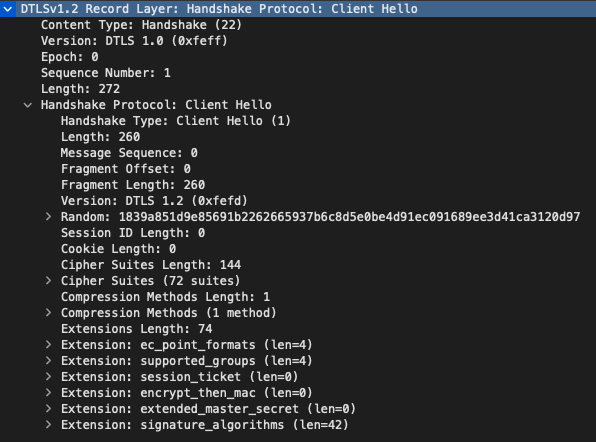 DTLSv1.2 Record Layer: Handshake Protocol: Client Hello
Content Type: Handshake (22)
Version: DTLS 1.0 (0xfeff)
Epoch: 0
Sequence Number: 1
Length: 272
Handshake Protocol: Client Hello
Handshake Type: Client Hello (1)
Length: 260
Message Sequence: 0
Fragment Offset: 0
Fragment Length: 260
Version: DTLS 1.2 (0xfefd)
Random: 1839a851d9e85691b2262665937b6c8d5e0be4d91ec091689ee3d41ca3120d97
Session ID Length: 0
Cookie Length: 0
Cipher Suites Length: 144
Cipher Suites (72 suites)
Compression Methods Length: 1
Compression Methods (1 method)
Extensions Length: 74
Extension: ec_point_formats (len=4)
Extension: supported_groups (len=4)
Extension: session_ticket (len=0)
Extension: encrypt_then_mac (len=0)
Extension: extended_master_secret (len=0)
Extension: signature_algorithms (len=42)